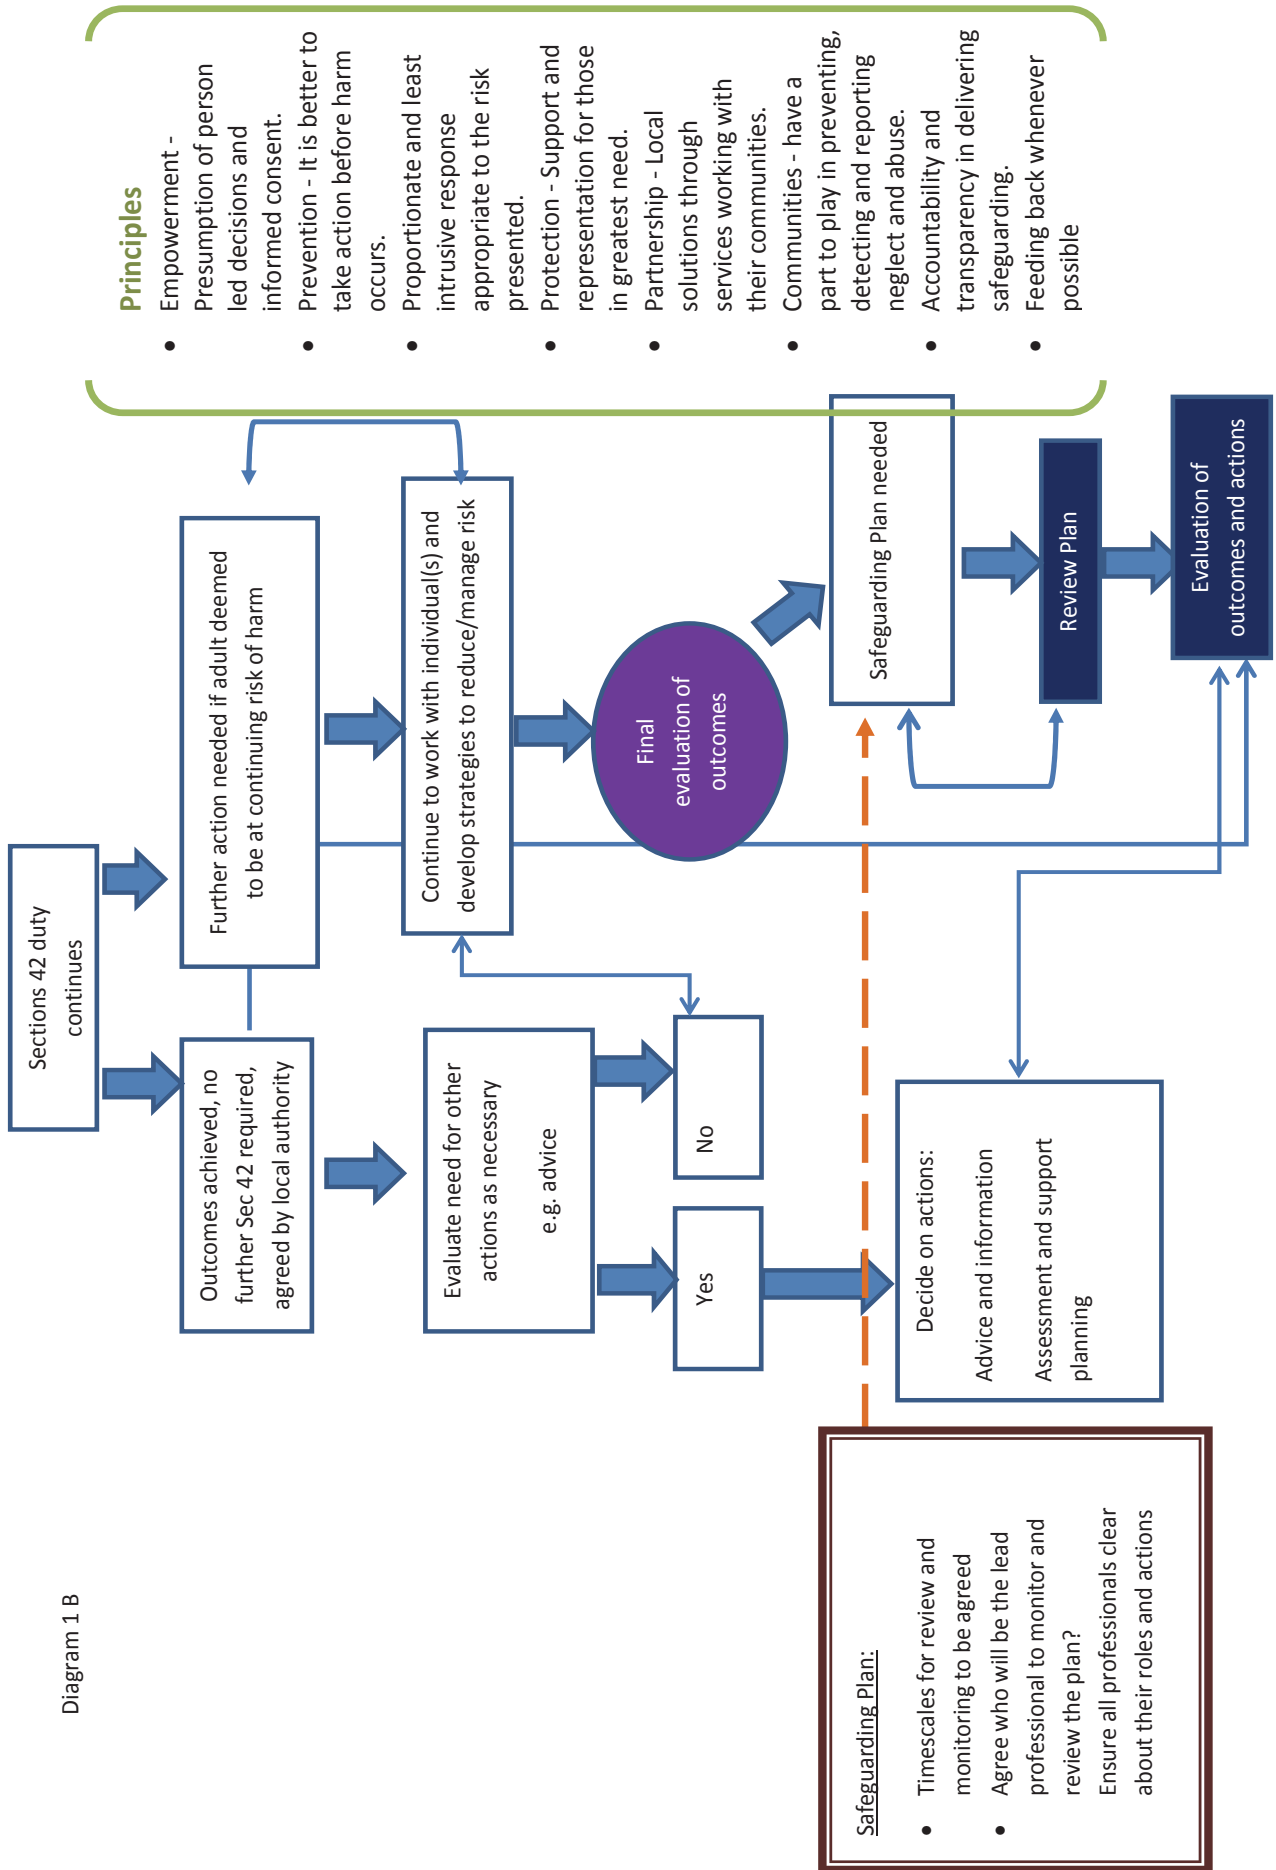 Diagram 1 B
Sections 42 duty
continues
Outcomes achieved, no
further Sec 42 required,
agreed by local authority
Further action needed if adult deemed
to be at continuing risk of harm
Evaluate need for other
actions as necessary
e.g. advice
Continue to work with individual(s) and
develop strategies to reduce/manage risk
Yes
No
Final
evaluation of
outcomes
Decide on actions:
Advice and information
Assessment and support
planning
Safeguarding Plan needed
Review Plan
Evaluation of
outcomes and actions
Safeguarding Plan:
• Timescales for review and
monitoring to be agreed
• Agree who will be the lead
professional to monitor and
review the plan?
Ensure all professionals clear
about their roles and actions
Principles
• Empowerment -
Presumption of person
led decisions and
informed consent.
• Prevention - It is better to
take action before harm
occurs.
• Proportionate and least
intrusive response
appropriate to the risk
presented.
• Protection - Support and
representation for those
in greatest need.
• Partnership - Local
solutions through
services working with
their communities.
• Communities - have a
part to play in preventing,
detecting and reporting
neglect and abuse.
• Accountability and
transparency in delivering
safeguarding.
• Feeding back whenever
possible